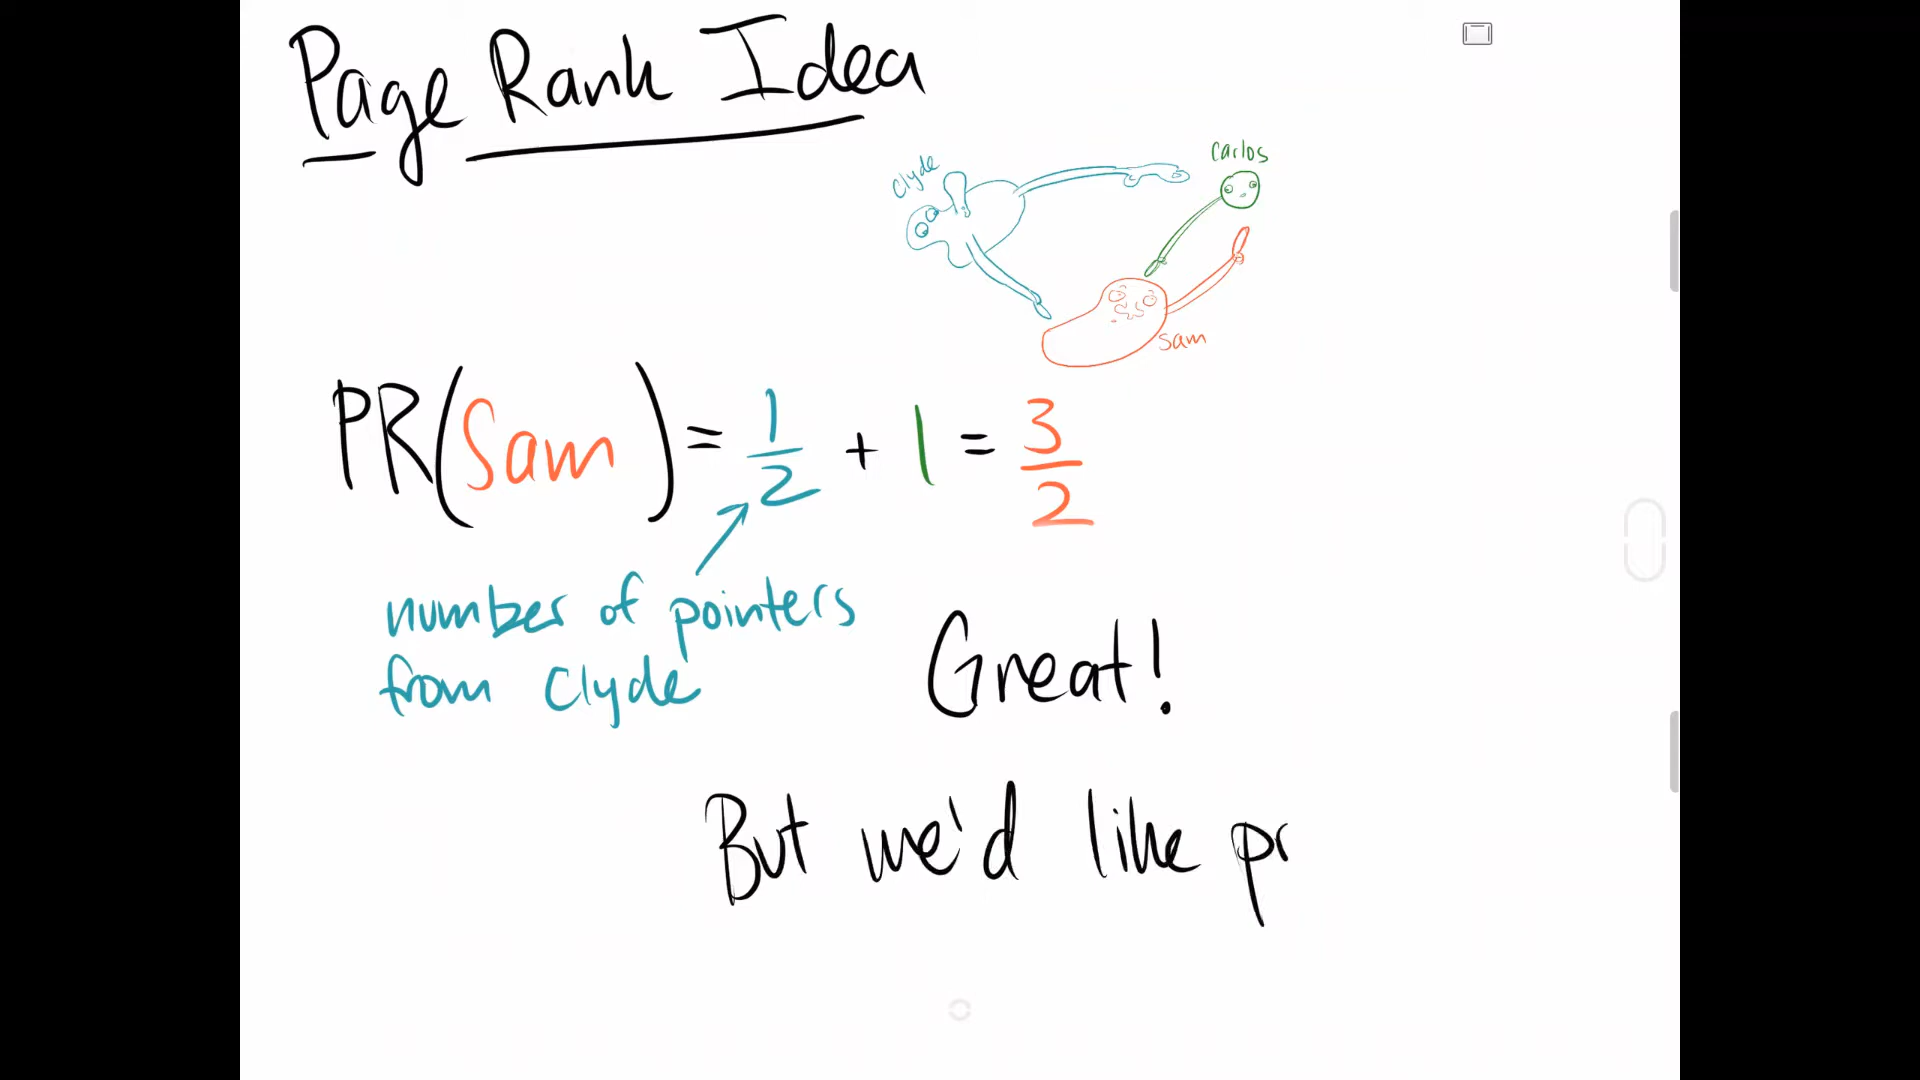 Page Rank Idea
Clyde
Carlos
Sam
PR(Sam) = 1/2 + 1 = 3/2
number of pointers
from Clyde
Great!
But we'd like pr